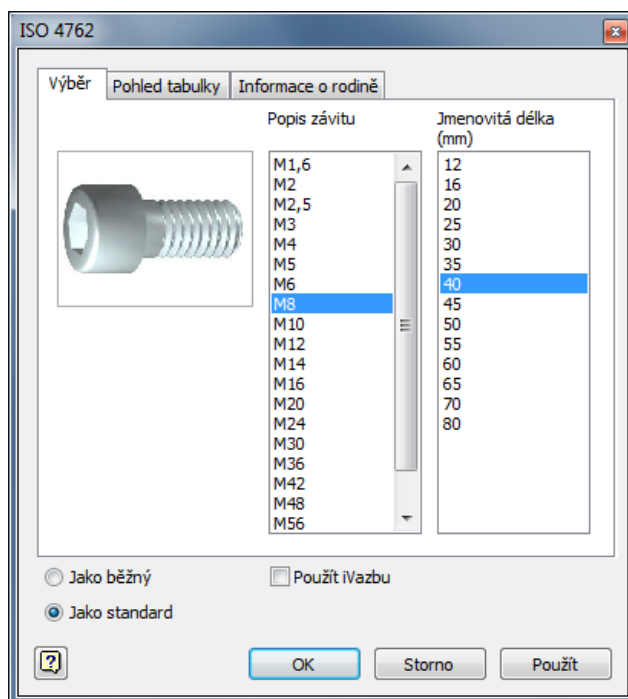 ISO 4762
Výběr
Pohled tabulky
Informace o rodině
Popis závitu
M1,6
M2
M2,5
M3
M4
M5
M6
M8
M10
M12
M14
M16
M20
M24
M30
M36
M42
M48
M56
Jmenovitá délka
(mm)
12
16
20
25
30
35
40
45
50
55
60
65
70
80
Jako běžný
Použít iVazbu
Jako standard
?
OK
Storno
Použít